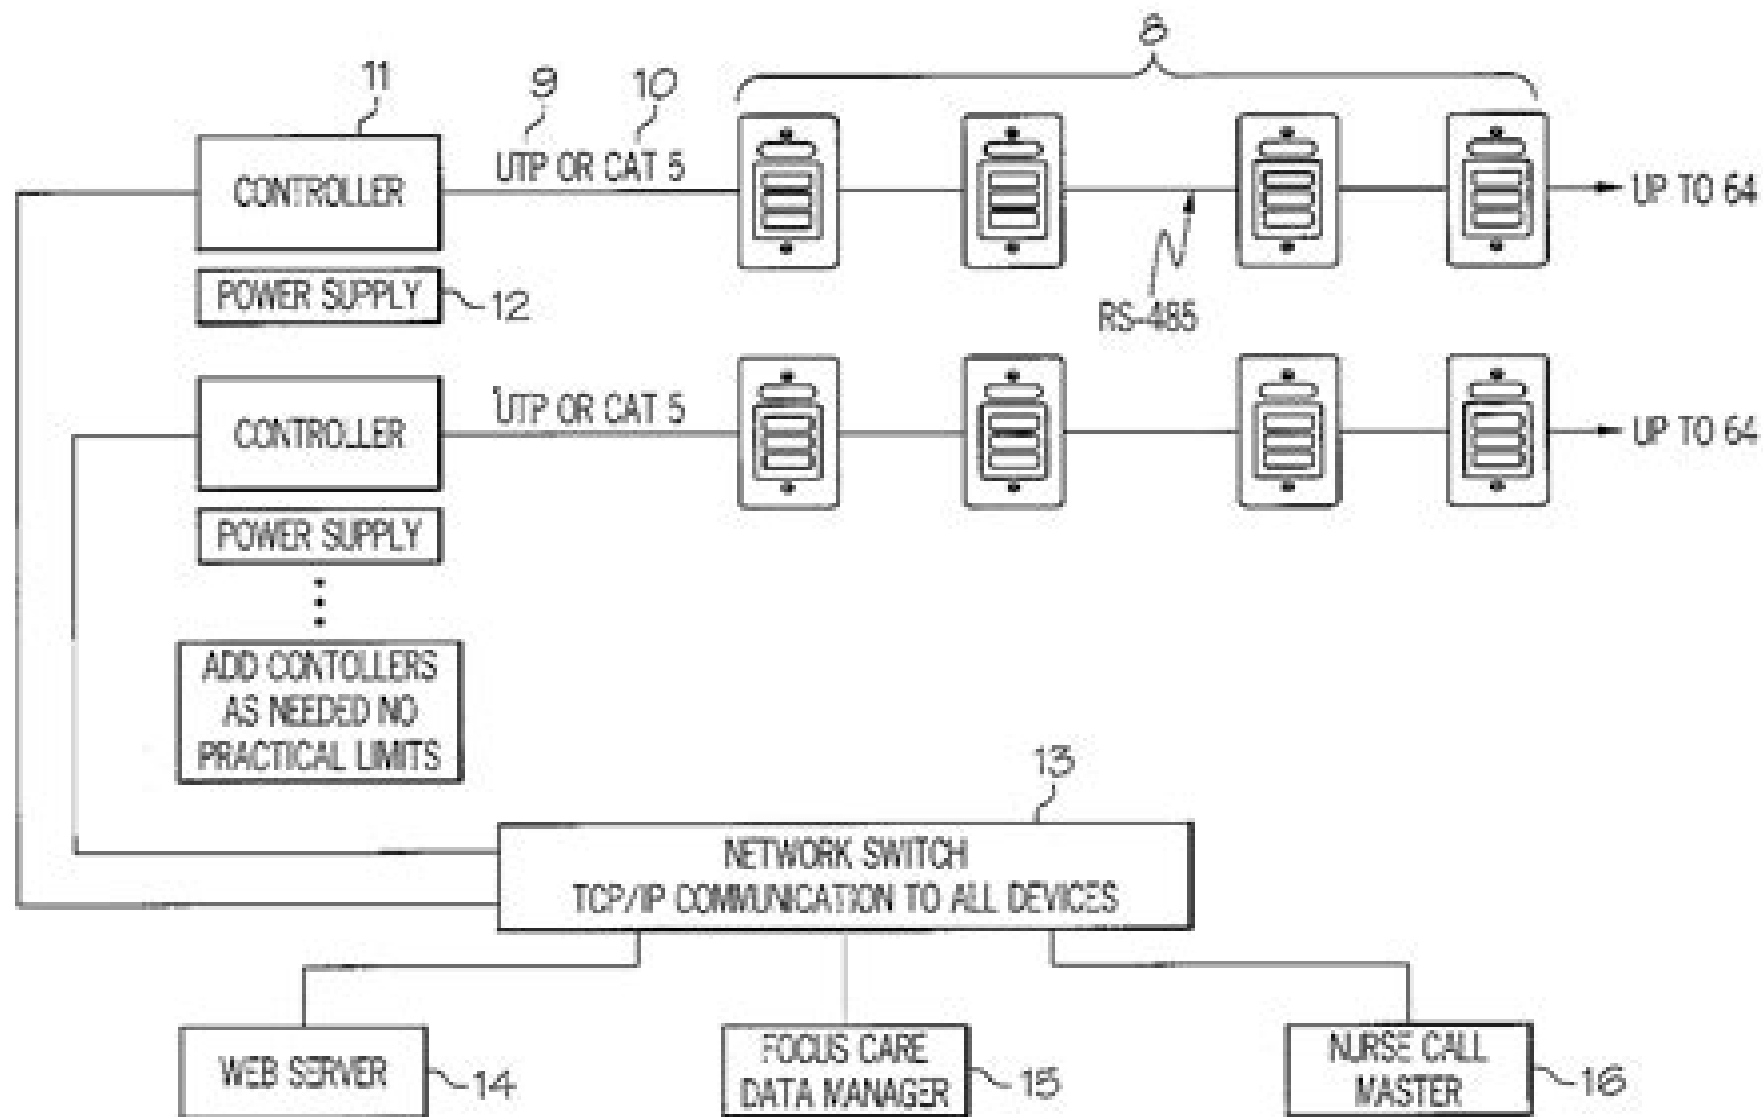 8
11
9
10
CONTROLLER
UTP OR CAT 5
UP TO 64
POWER SUPPLY
12
RS-485
CONTROLLER
UTP OR CAT 5
UP TO 64
POWER SUPPLY
ADD CONTOLLERS
AS NEEDED NO
PRACTICAL LIMITS
13
NETWORK SWITCH
TCP/IP COMMUNICATION TO ALL DEVICES
WEB SERVER
14
FOCUS CARE
DATA MANAGER
15
NURSE CALL
MASTER
16